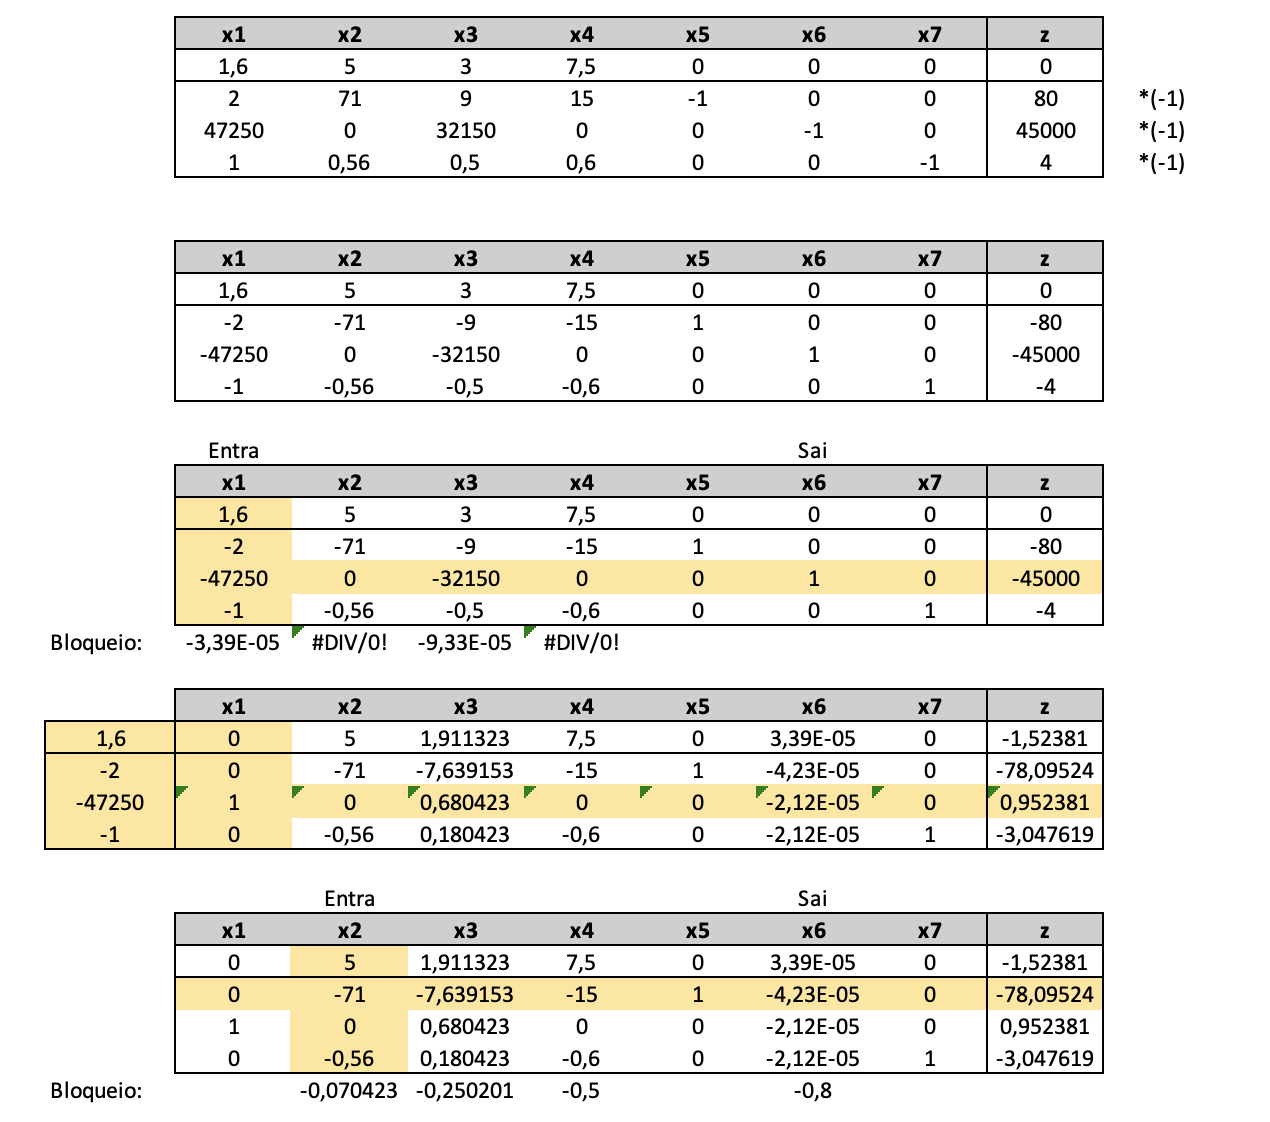 x1 x2 x3 x4 x5 x6 x7 z
1,6 5 3 7,5 0 0 0 0
2 71 9 15 -1 0 0 80 *(-1)
47250 0 32150 0 0 -1 0 45000 *(-1)
1 0,56 0,5 0,6 0 0 -1 4 *(-1)
x1 x2 x3 x4 x5 x6 x7 z
1,6 5 3 7,5 0 0 0 0
-2 -71 -9 -15 1 0 0 -80
-47250 0 -32150 0 0 1 0 -45000
-1 -0,56 -0,5 -0,6 0 0 1 -4
Entra Sai
x1 x2 x3 x4 x5 x6 x7 z
1,6 5 3 7,5 0 0 0 0
-2 -71 -9 -15 1 0 0 -80
-47250 0 -32150 0 0 1 0 -45000
-1 -0,56 -0,5 -0,6 0 0 1 -4
Bloqueio: -3,39E-05 #DIV/0! -9,33E-05 #DIV/0!
x1 x2 x3 x4 x5 x6 x7 z
1,6 0 5 1,911323 7,5 0 3,39E-05 0 -1,52381
-2 0 -71 -7,639153 -15 1 -4,23E-05 0 -78,09524
-47250 1 0 0,680423 0 0 -2,12E-05 0 0,952381
-1 0 -0,56 0,180423 -0,6 0 -2,12E-05 1 -3,047619
Entra Sai
x1 x2 x3 x4 x5 x6 x7 z
0 5 1,911323 7,5 0 3,39E-05 0 -1,52381
0 -71 -7,639153 -15 1 -4,23E-05 0 -78,09524
1 0 0,680423 0 0 -2,12E-05 0 0,952381
0 -0,56 0,180423 -0,6 0 -2,12E-05 1 -3,047619
Bloqueio: -0,070423 -0,250201 -0,5 -0,8